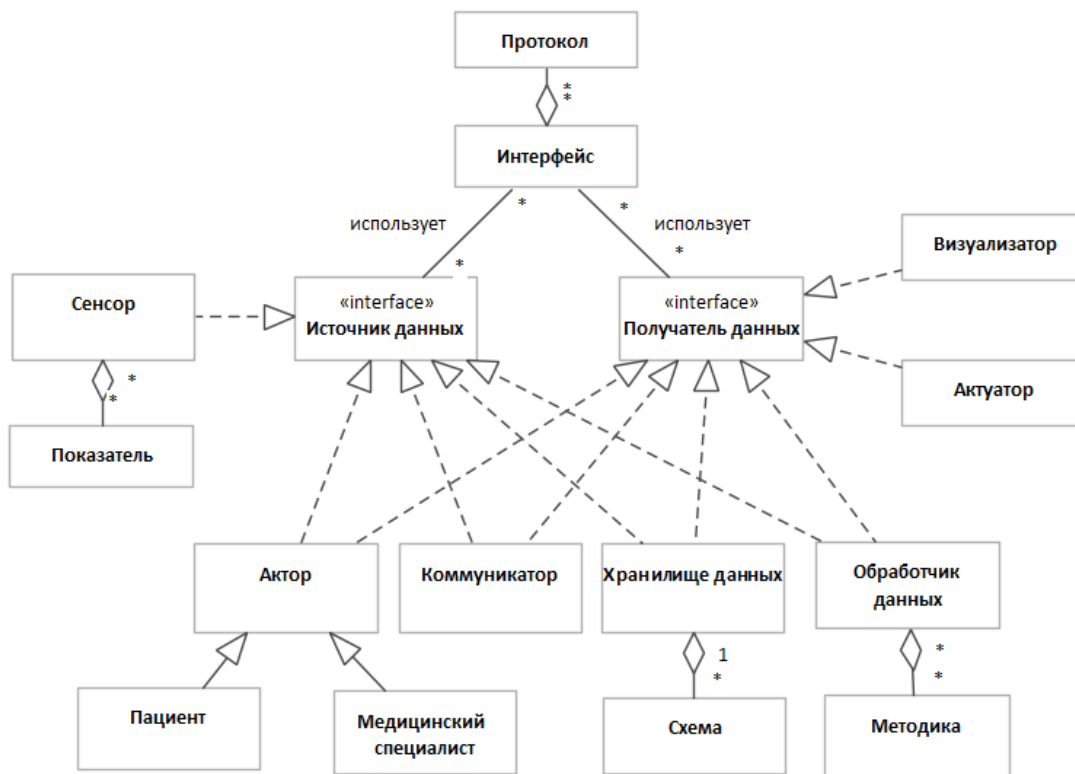 Протокол
*
*
Интерфейс
*
*
использует
использует
*
*
Визуализатор
Сенсор
«interface»
Источник данных
«interface»
Получатель данных
*
*
Актуатор
Показатель
Актор
Коммуникатор
Хранилище данных
Обработчик
данных
1
*
*
*
Пациент
Медицинский
специалист
Схема
Методика